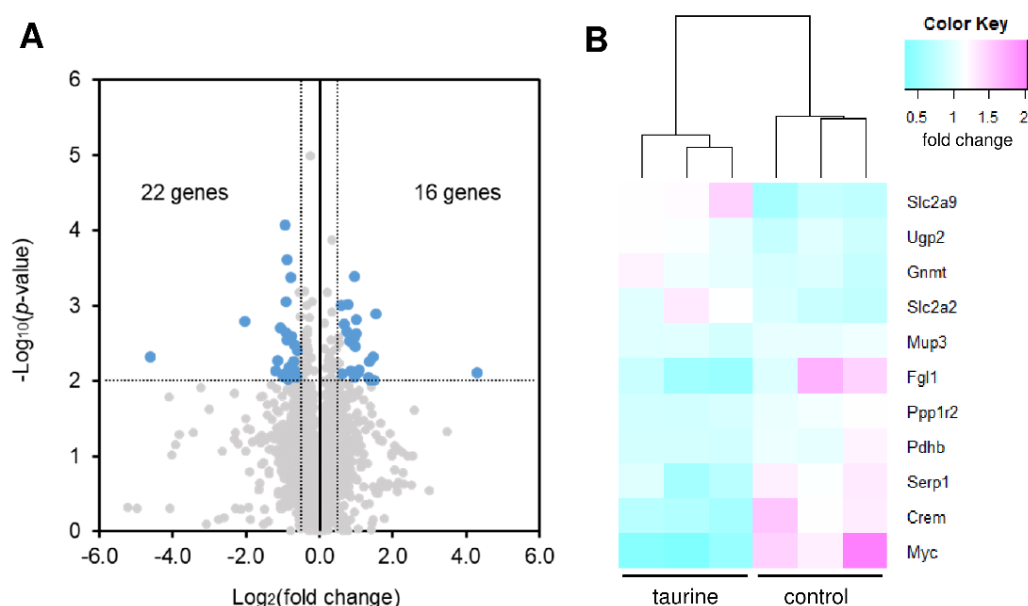 A
6
5
4
3
2
1
0
-Log10(p-value)
22 genes
16 genes
-6.0
-4.0
-2.0
0.0
2.0
4.0
6.0
Log2(fold change)
B
Color Key
0.5 1 1.5 2
fold change
Slc2a9
Ugp2
Gnmt
Slc2a2
Mup3
Fgl1
Ppp1r2
Pdhb
Serp1
Crem
Myc
taurine
control